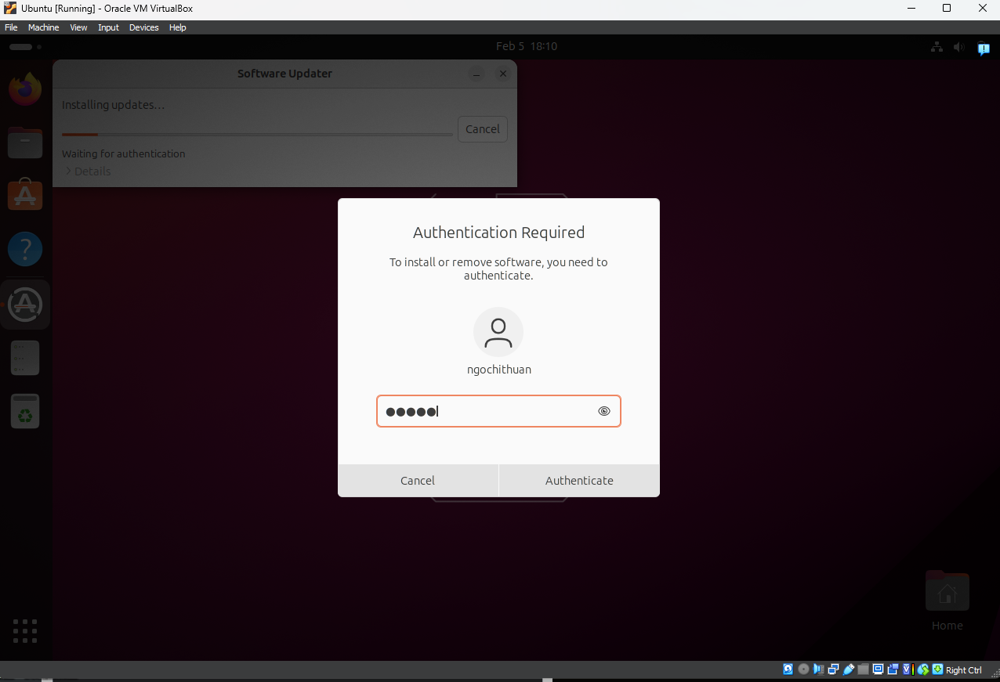 Ubuntu [Running] - Oracle VM VirtualBox
File Machine View Input Devices Help
Feb 5 18:10
Software Updater
Installing updates…
Cancel
Waiting for authentication
Details
Authentication Required
To install or remove software, you need to
authenticate.
ngochithuan
●●●●●
Cancel Authenticate
Home
Right Ctrl